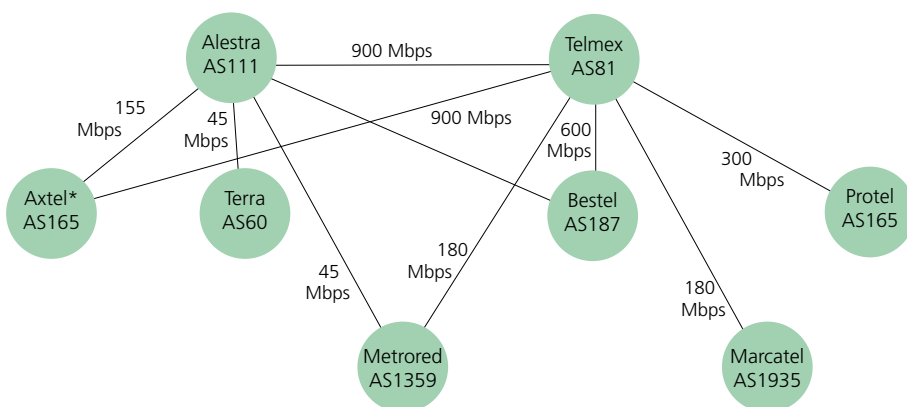 Alestra
AS111
900 Mbps
Telmex
AS81
155
Mbps
45
Mbps
900 Mbps
600
Mbps
300
Mbps
Axtel*
AS165
Terra
AS60
Bestel
AS187
Protel
AS165
45
Mbps
180
Mbps
180
Mbps
Metrored
AS1359
Marcatel
AS1935